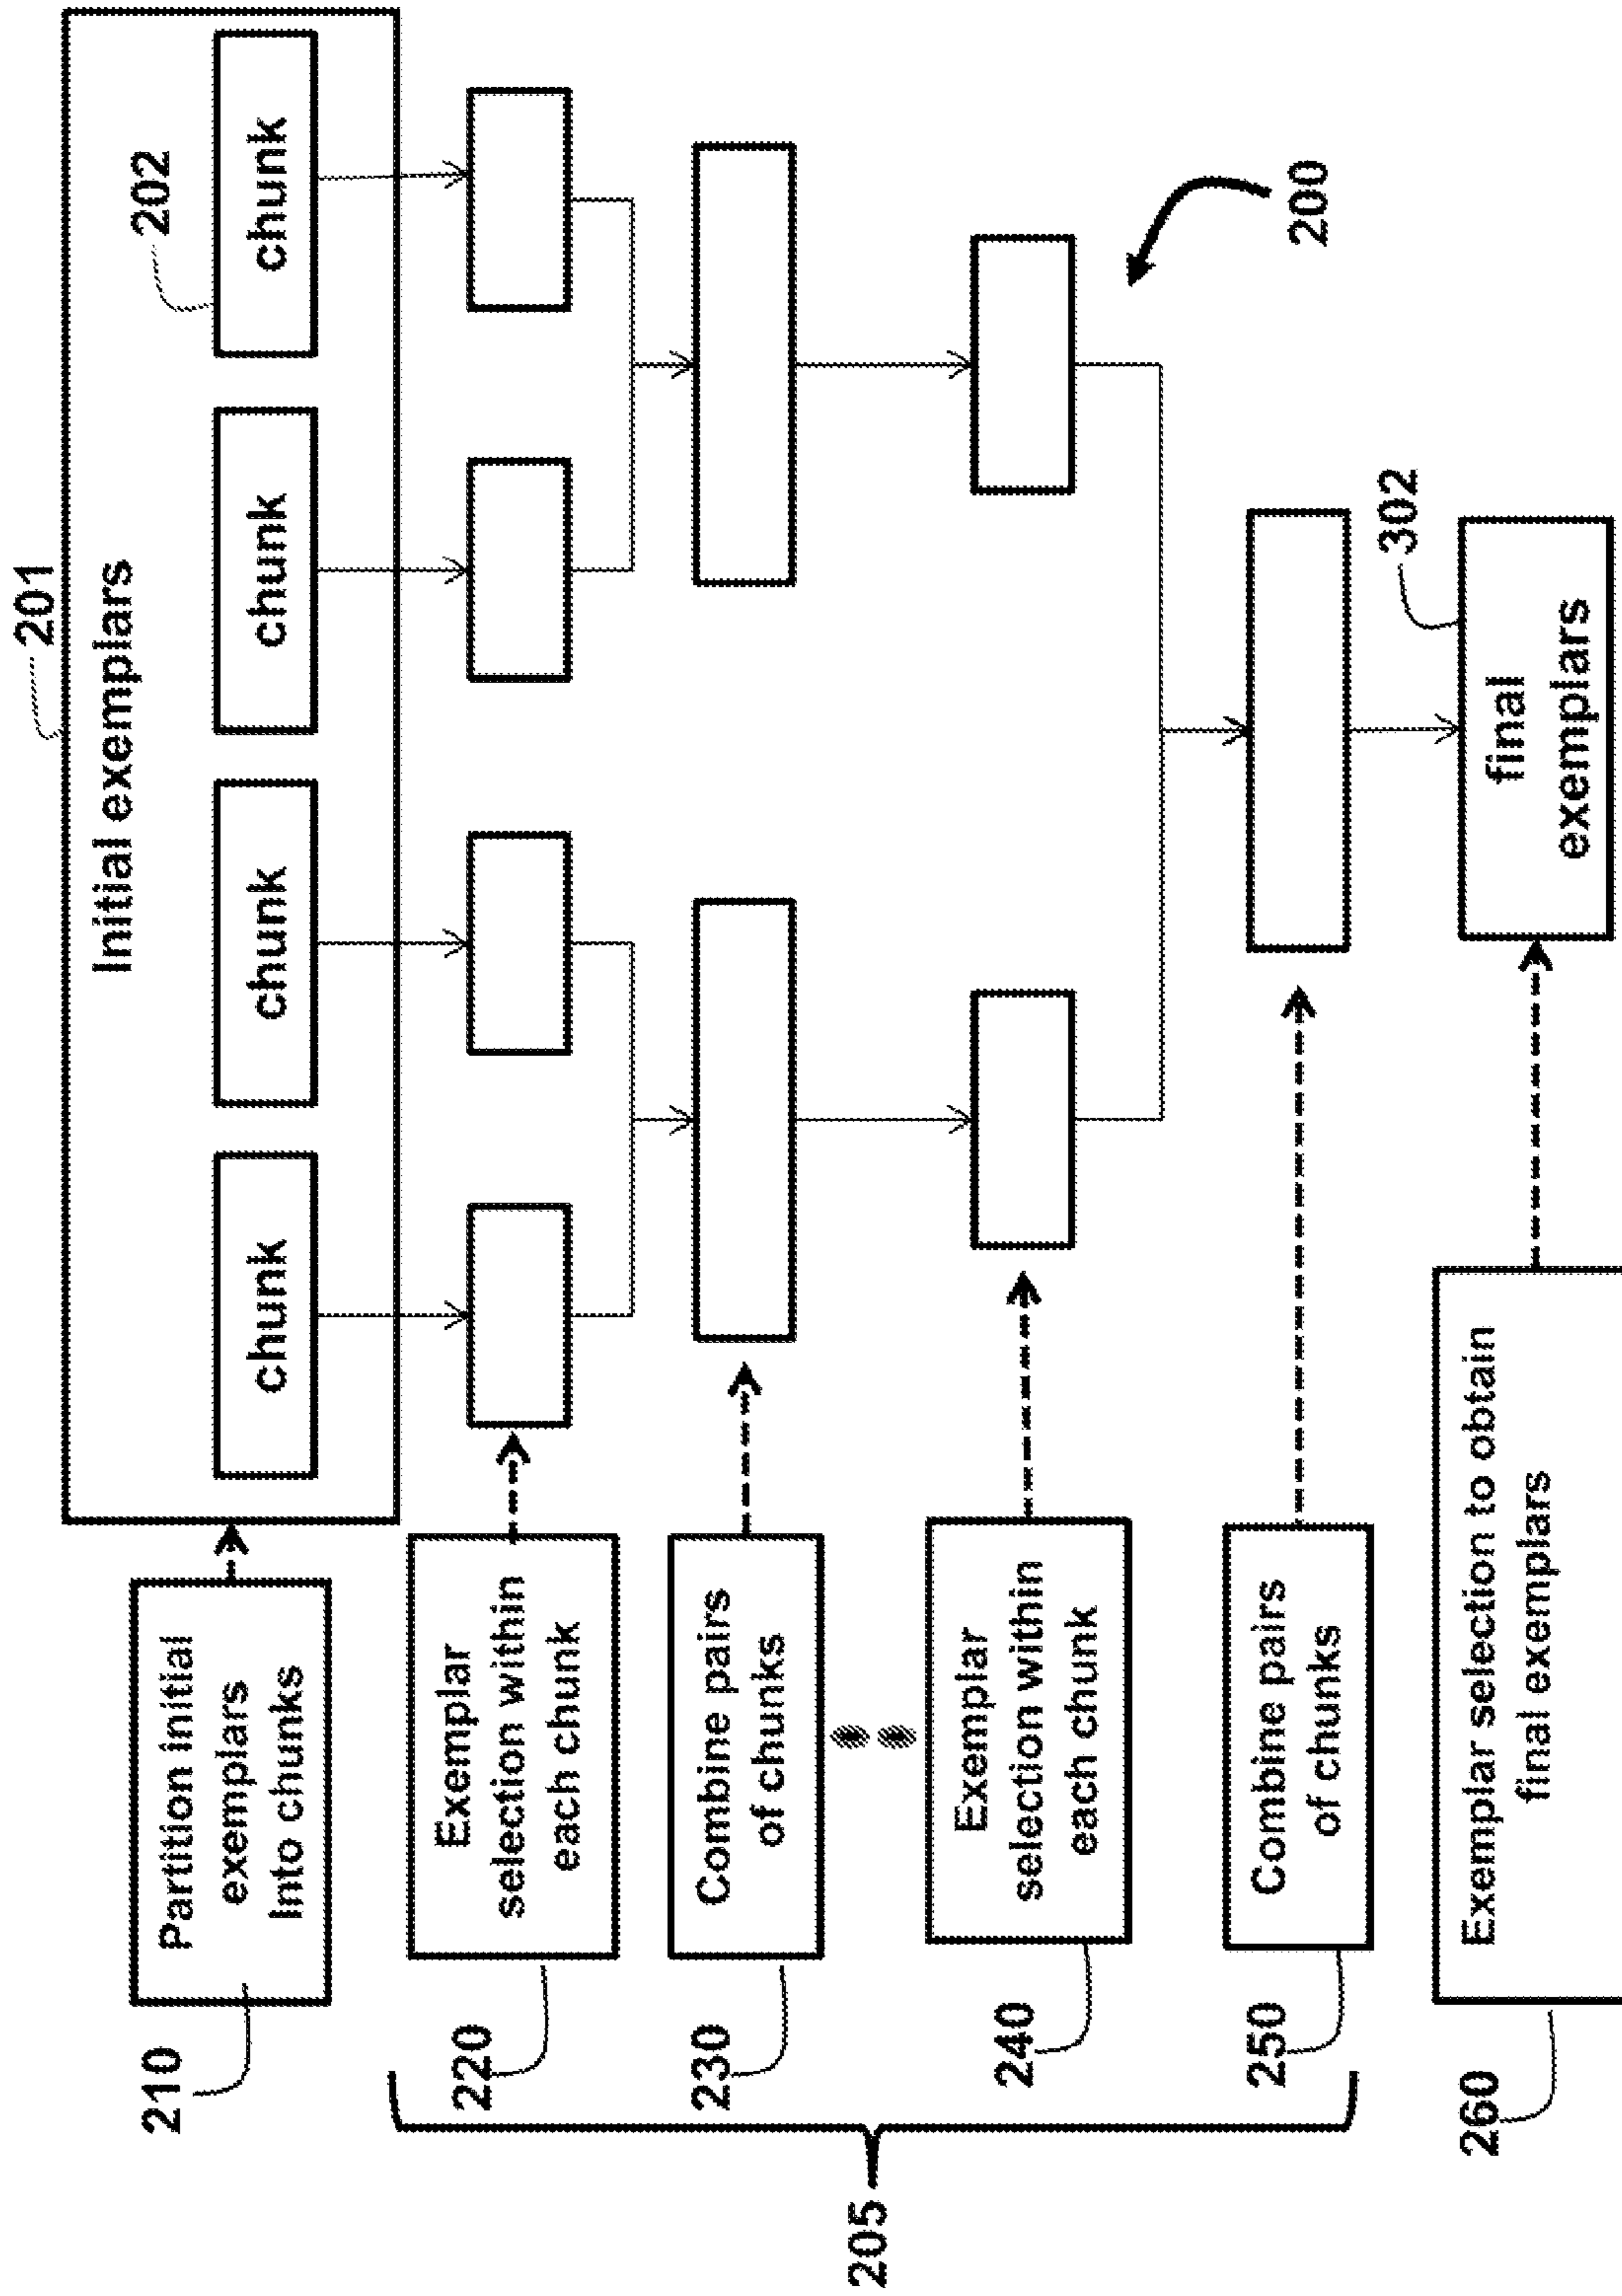 201
Initial exemplars
202
chunk
chunk
chunk
chunk
210
Partition initial
exemplars
Into chunks
220
Exemplar
selection within
each chunk
230
Combine pairs
of chunks
240
Exemplar
selection within
each chunk
205
200
250
Combine pairs
of chunks
302
final
exemplars
260
Exemplar selection to obtain
final exemplars